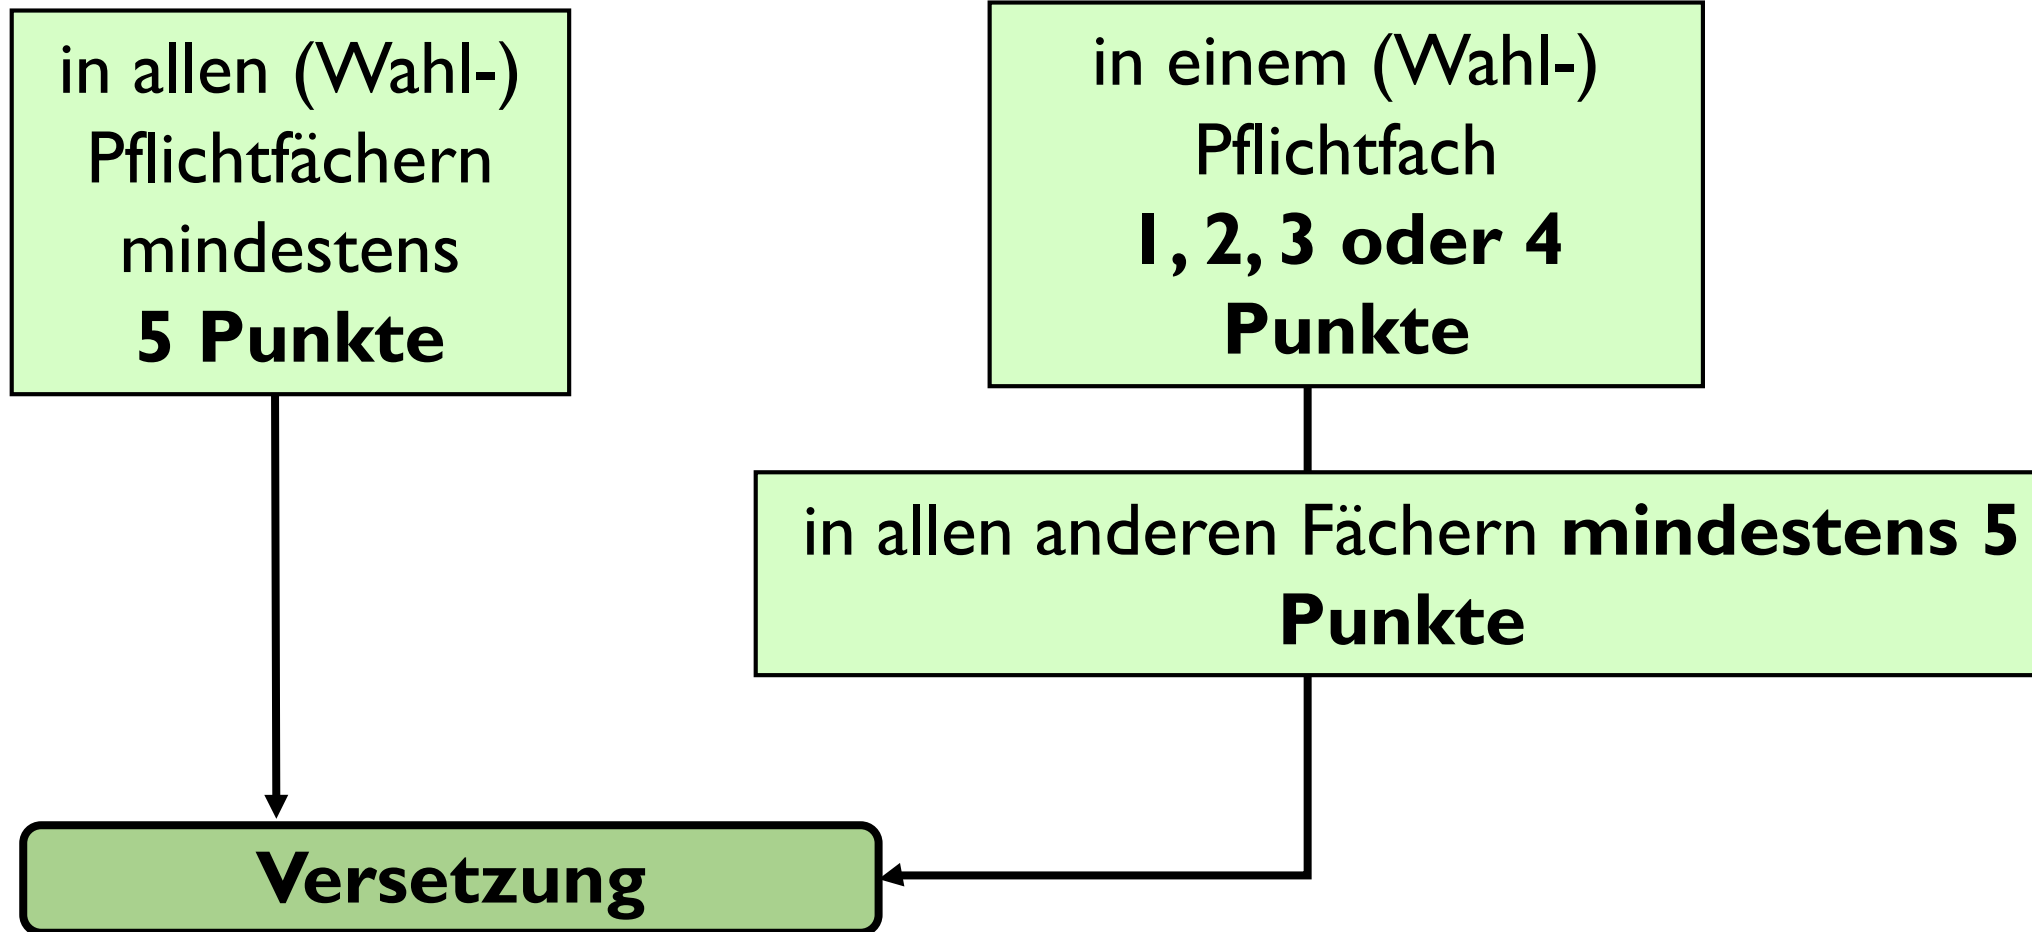 in allen (Wahl-)
Pflichtfächern
mindestens
5 Punkte
in einem (Wahl-)
Pflichtfach
1, 2, 3 oder 4
Punkte
in allen anderen Fächern mindestens 5
Punkte
Versetzung